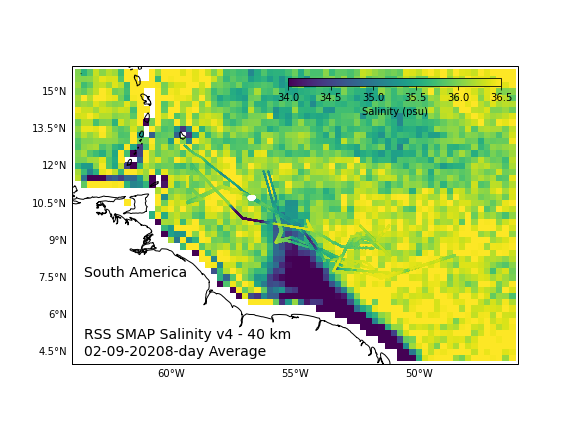 15°N
13.5°N
12°N
10.5°N
9°N
7.5°N
6°N
4.5°N
34.0 34.5 35.0 35.5 36.0 36.5
Salinity (psu)
South America
RSS SMAP Salinity v4 - 40 km
02-09-20208-day Average
60°W 55°W 50°W